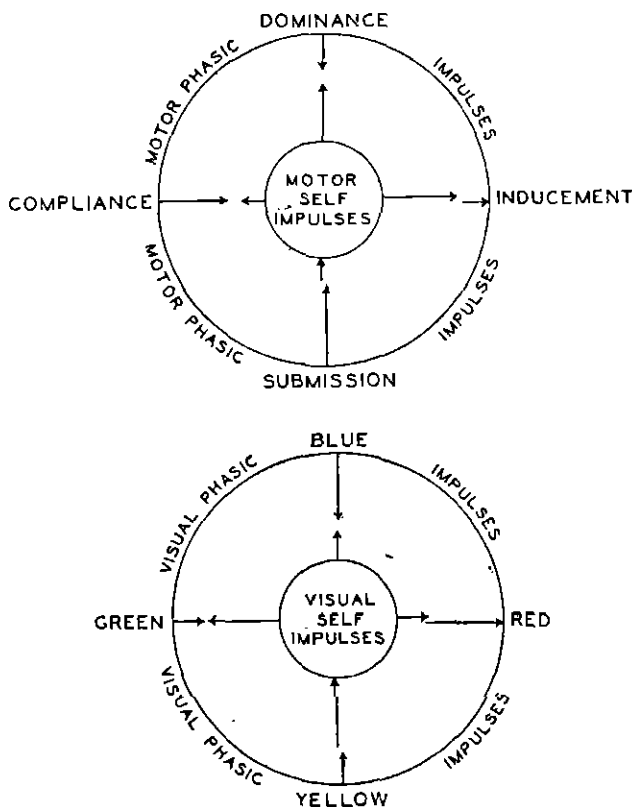 DOMINANCE
MOTOR PHASIC
IMPULSES
COMPLIANCE
MOTOR
SELF
IMPULSES
INDUCEMENT
MOTOR PHASIC
IMPULSES
SUBMISSION
BLUE
VISUAL PHASIC
IMPULSES
GREEN
VISUAL
SELF
IMPULSES
RED
VISUAL PHASIC
IMPULSES
YELLOW